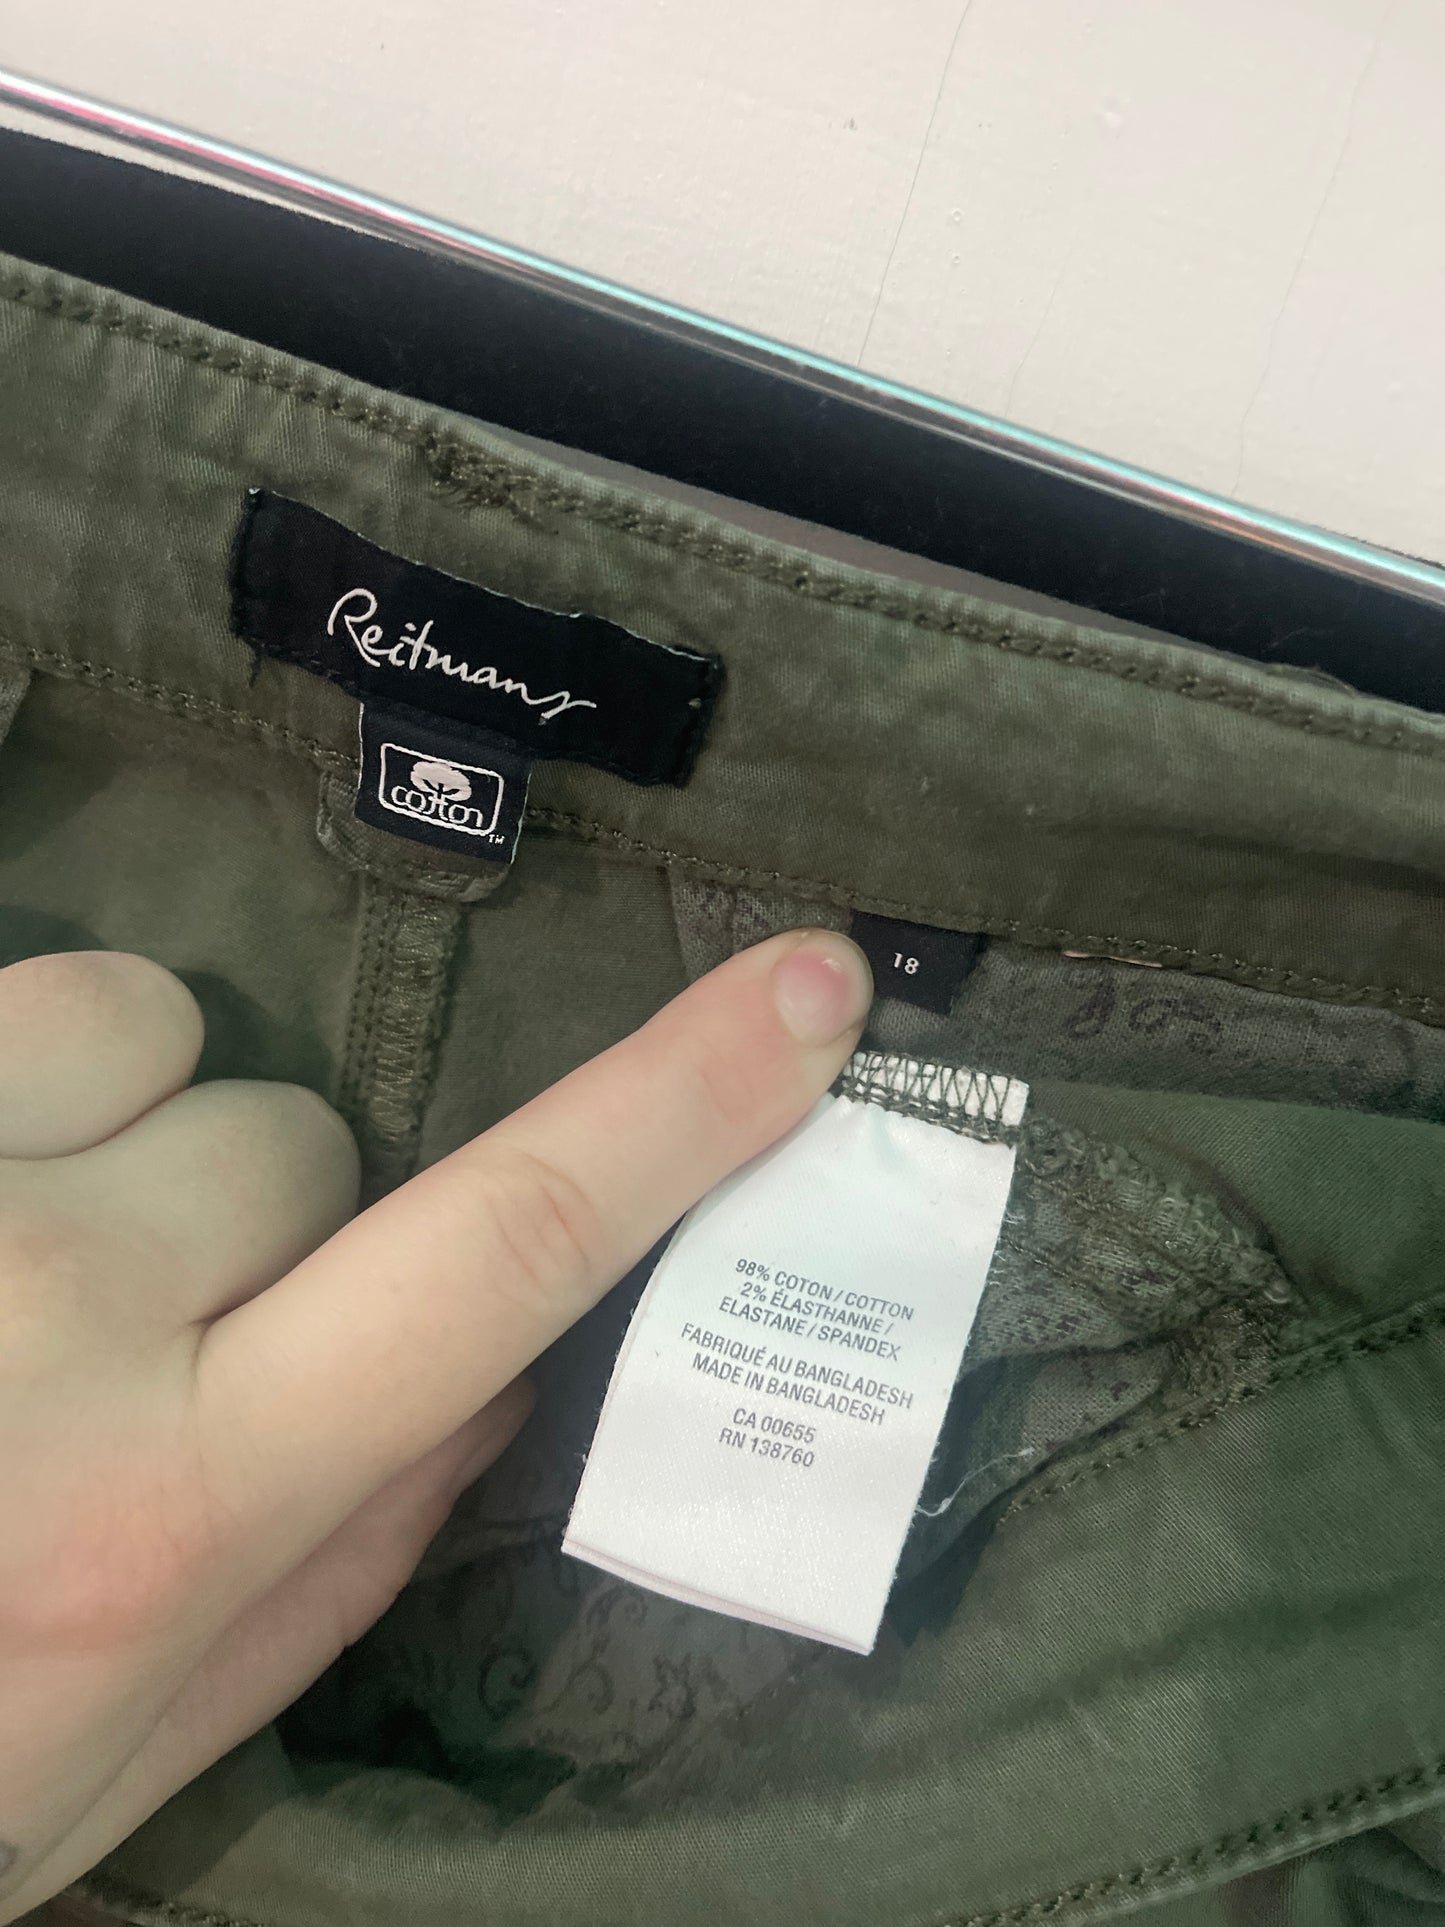 Reitmans
cotton
TM
18
98% COTON / COTTON
2% ÉLASTHANNE /
ELASTANE / SPANDEX
FABRIQUÉ AU BANGLADESH
MADE IN BANGLADESH
CA 00655
RN 138760